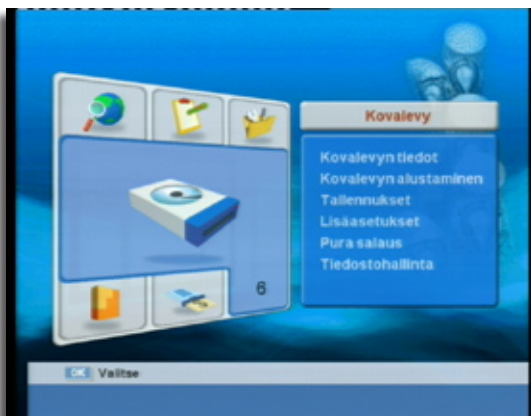 Kovalevy
Kovalevyn tiedot
Kovalevyn alustaminen
Tallennukset
Lisäasetukset
Pura salaus
Tiedostohallinta
6
OK Valitse